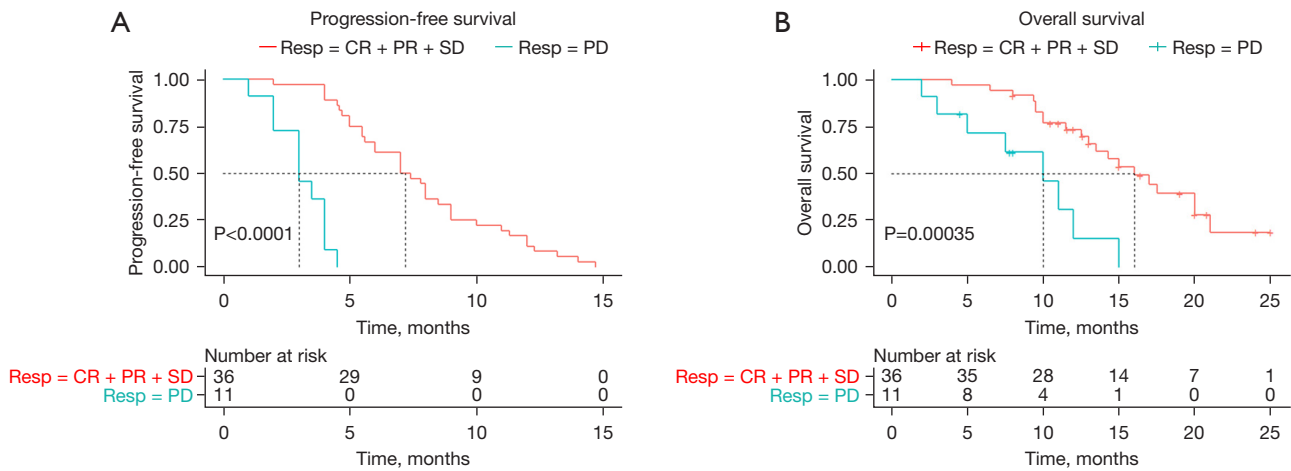 A
Progression-free survival
Resp = CR + PR + SD Resp = PD
Progression-free survival
1.00
0.75
0.50
0.25
0.00
P<0.0001
0 5 10 15
Time, months
Number at risk
Resp = CR + PR + SD 36 29 9 0
Resp = PD 11 0 0 0
0 5 10 15
Time, months
B
Overall survival
Resp = CR + PR + SD Resp = PD
Overall survival
1.00
0.75
0.50
0.25
0.00
P=0.00035
0 5 10 15 20 25
Time, months
Number at risk
Resp = CR + PR + SD 36 35 28 14 7 1
Resp = PD 11 8 4 1 0 0
0 5 10 15 20 25
Time, months